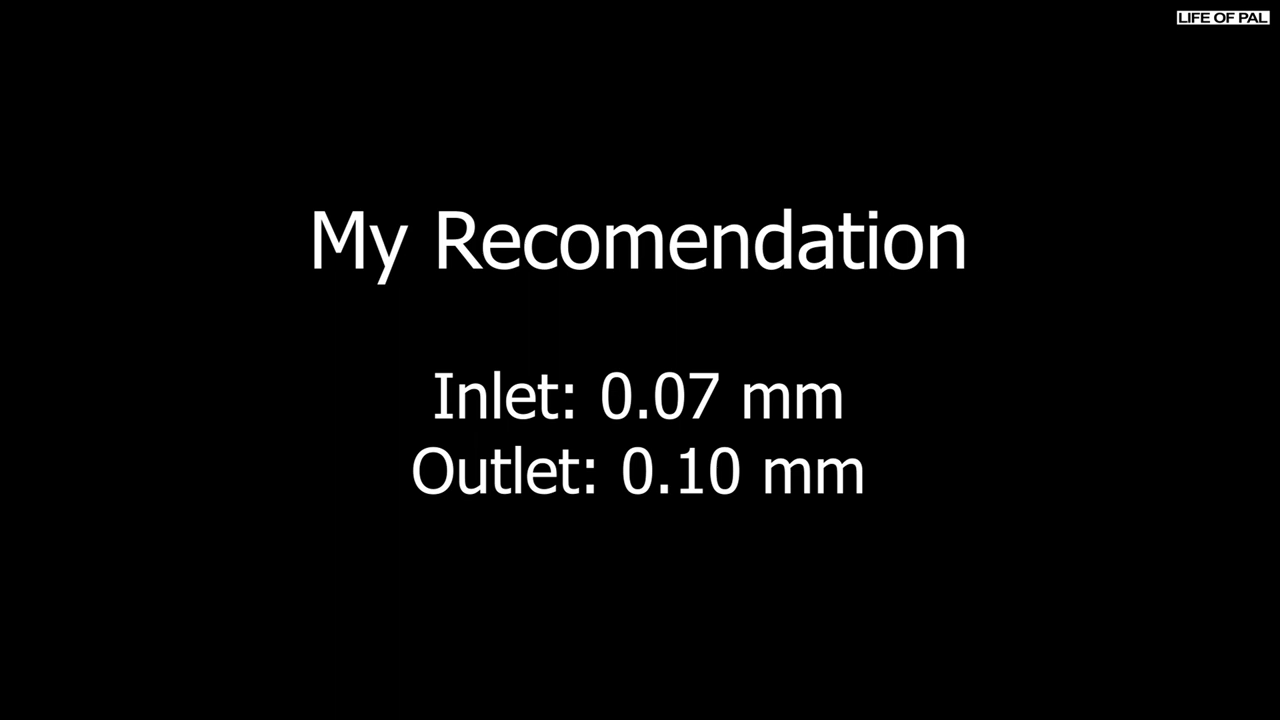 LIFE OF PAL
My Recomendation
Inlet: 0.07 mm
Outlet: 0.10 mm